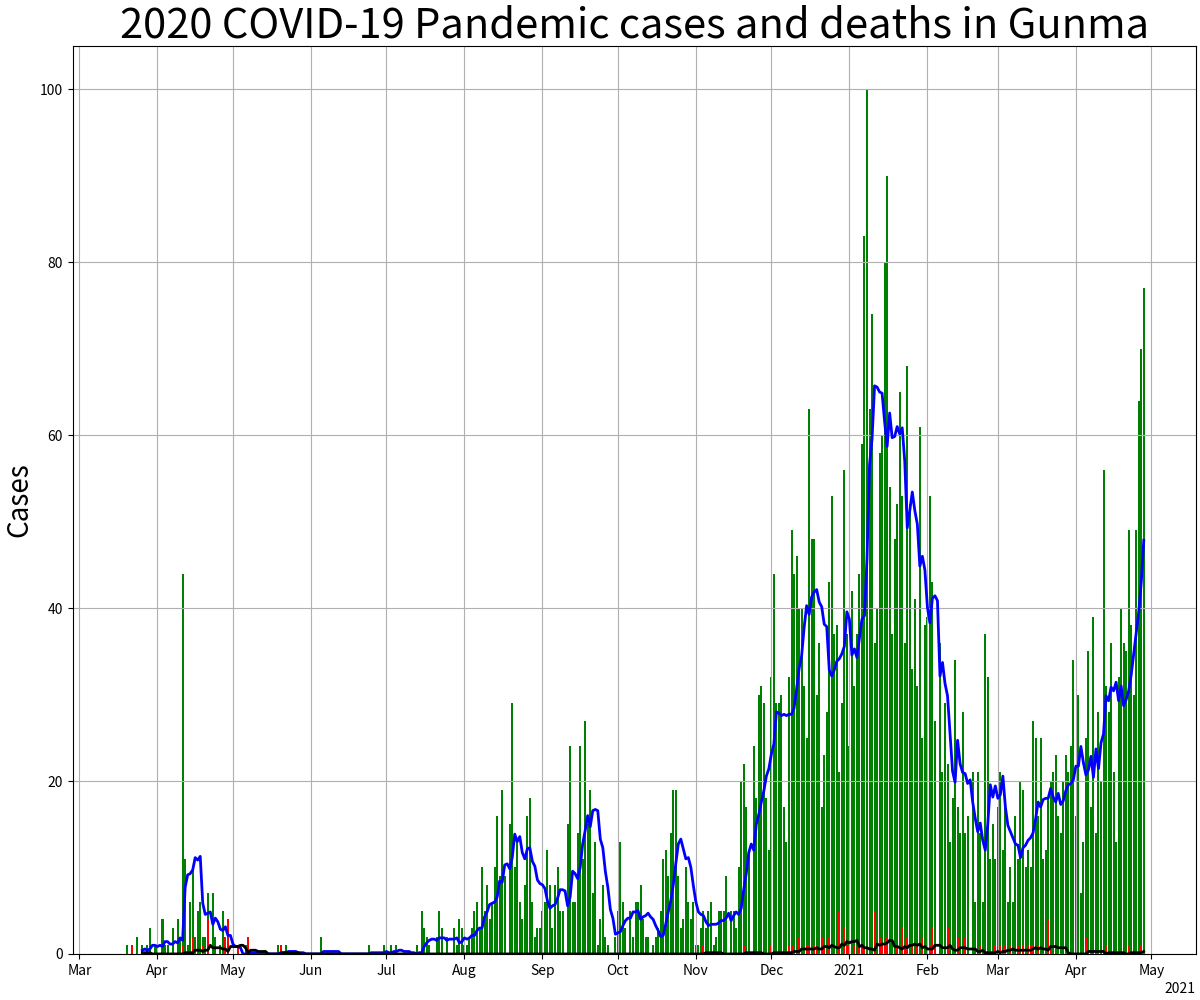 2020 COVID-19 Pandemic cases and deaths in Gunma
Cases
100
80
60
40
20
0
Mar Apr May Jun Jul Aug Sep Oct Nov Dec 2021 Feb Mar Apr May
2021